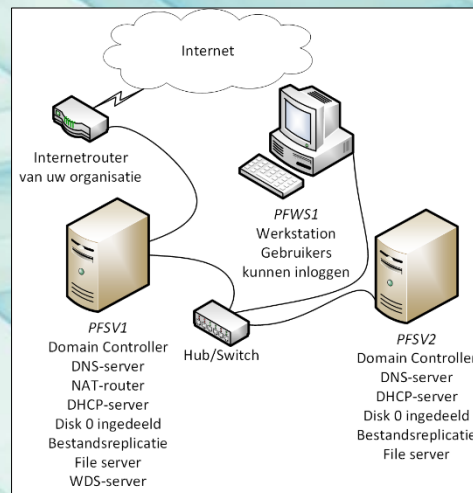 Internet
Internetrouter
van uw organisatie
PFWS1
Werkstation
Gebruikers
kunnen inloggen
PFSV1
Domain Controller
DNS-server
NAT-router
DHCP-server
Disk 0 ingedeeld
Bestandsreplicatie
File server
WDS-server
Hub/Switch
PFSV2
Domain Controller
DNS-server
DHCP-server
Disk 0 ingedeeld
Bestandsreplicatie
File server